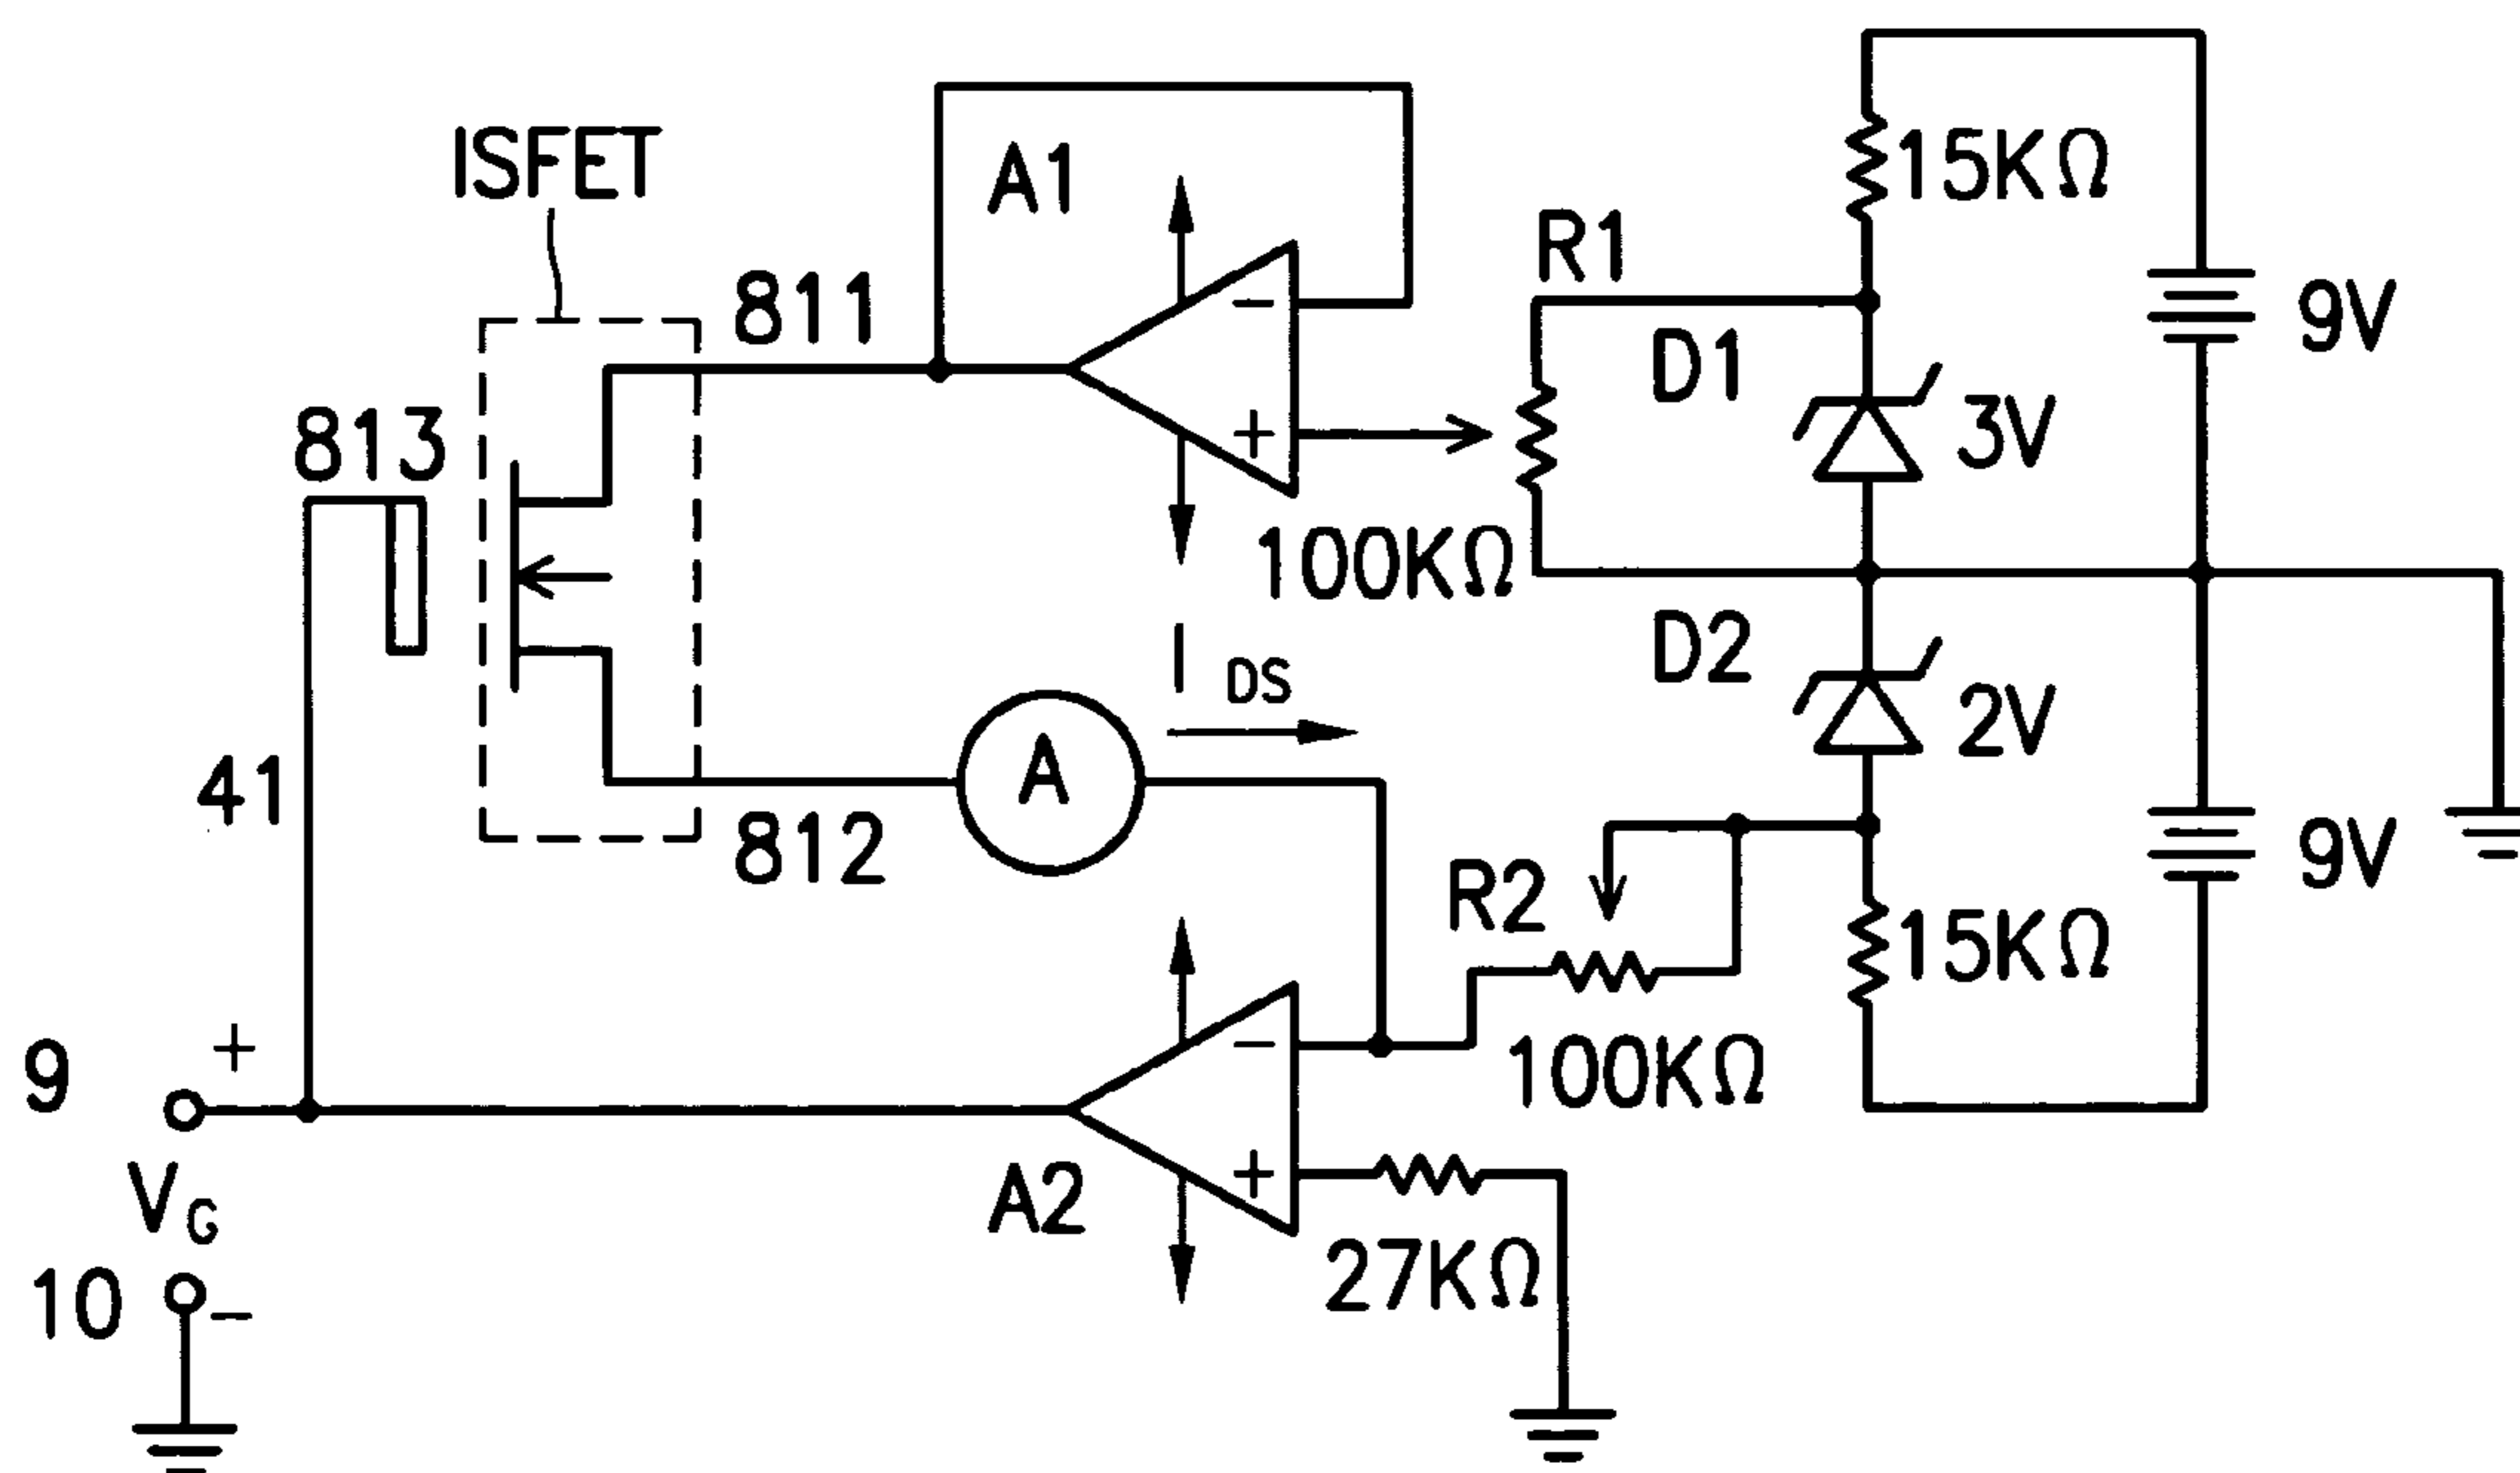 ISFET
A1
15KΩ
R1
811
9V
D1
−
3V
813
+
100KΩ
D2
I DS
2V
A
41
812
R2
9V
15KΩ
−
100KΩ
9
+
VG
A2
+
27KΩ
10
−